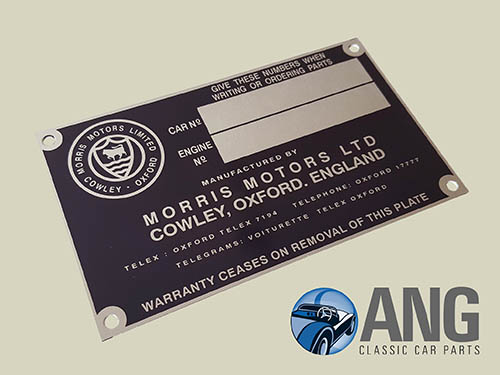 GIVE THESE NUMBERS WHEN
WRITING OR ORDERING PARTS
MORRIS MOTORS LIMITED
COWLEY - OXFORD
CAR Nº
ENGINE
Nº
MANUFACTURED BY
MORRIS MOTORS LTD
COWLEY, OXFORD. ENGLAND
TELEX : OXFORD TELEX 7194 TELEPHONE: OXFORD 17777
TELEGRAMS: VOITURETTE TELEX OXFORD
WARRANTY CEASES ON REMOVAL OF THIS PLATE
ANG
CLASSIC CAR PARTS